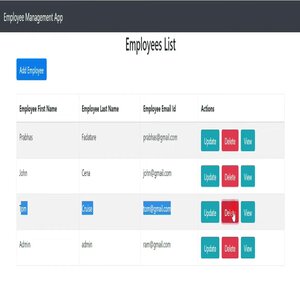 Employee Management App
Employees List
Add Employee
Employee First Name Employee Last Name Employee Email Id Actions
Prabhas Fadatare prabhas@gmail.com Update Delete View
John Cena john@gmail.com Update Delete View
Tom Cruise tom@gmail.com Update Delete View
Admin admin ram@gmail.com Update Delete View